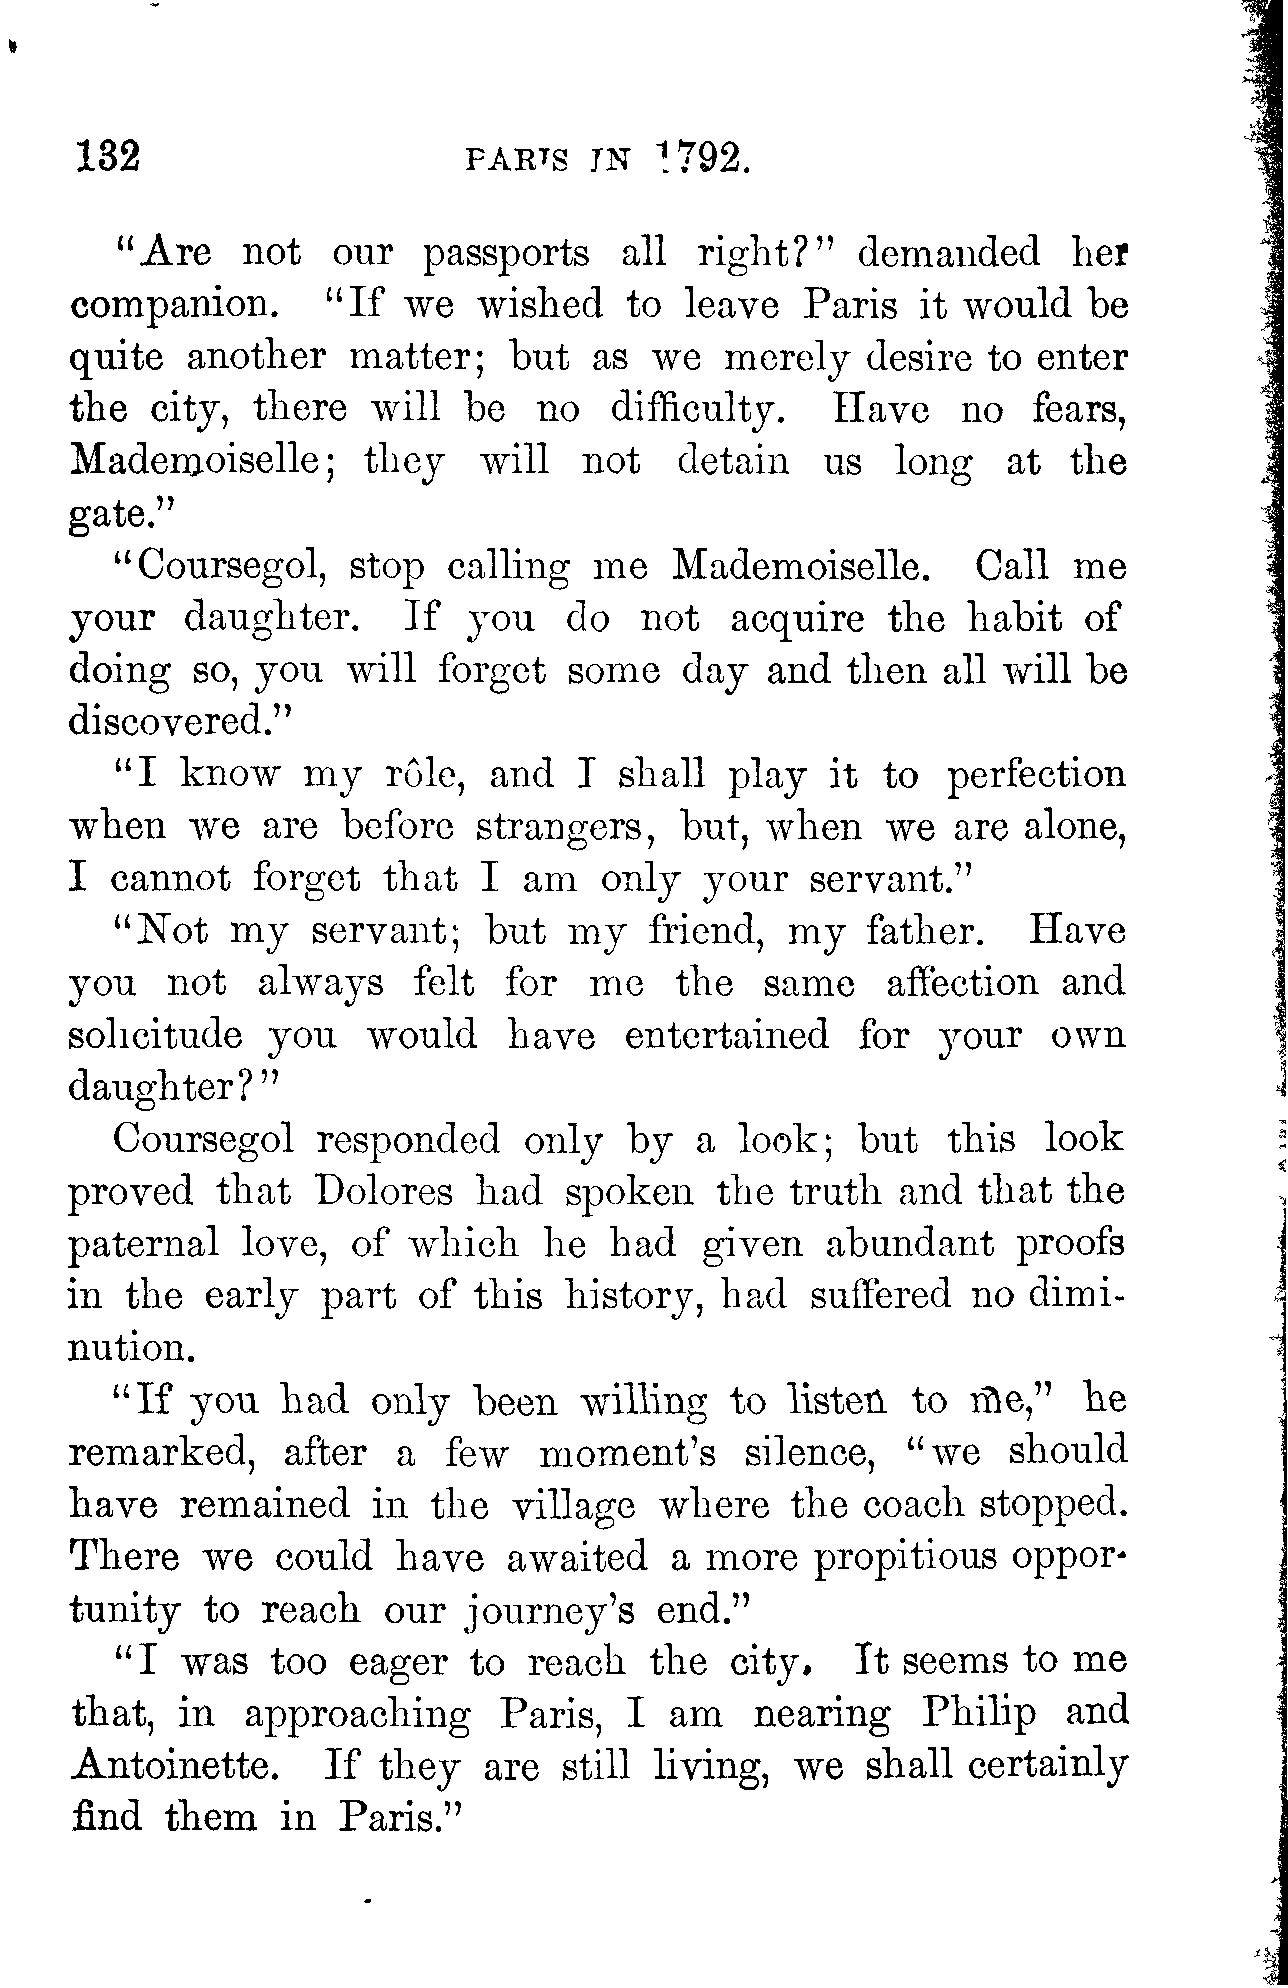 132 PARIS IN 1792.
"Are not our passports all right?" demanded her
companion. "If we wished to leave Paris it would be
quite another matter; but as we merely desire to enter
the city, there will be no difficulty. Have no fears,
Mademoiselle; they will not detain us long at the
gate."
"Coursegol, stop calling me Mademoiselle. Call me
your daughter. If you do not acquire the habit of
doing so, you will forget some day and then all will be
discovered."
"I know my rôle, and I shall play it to perfection
when we are before strangers, but, when we are alone,
I cannot forget that I am only your servant."
"Not my servant; but my friend, my father. Have
you not always felt for me the same affection and
solicitude you would have entertained for your own
daughter?"
Coursegol responded only by a look; but this look
proved that Dolores had spoken the truth and that the
paternal love, of which he had given abundant proofs
in the early part of this history, had suffered no dimi-
nution.
"If you had only been willing to listen to me," he
remarked, after a few moment's silence, "we should
have remained in the village where the coach stopped.
There we could have awaited a more propitious oppor-
tunity to reach our journey's end."
"I was too eager to reach the city. It seems to me
that, in approaching Paris, I am nearing Philip and
Antoinette. If they are still living, we shall certainly
find them in Paris."